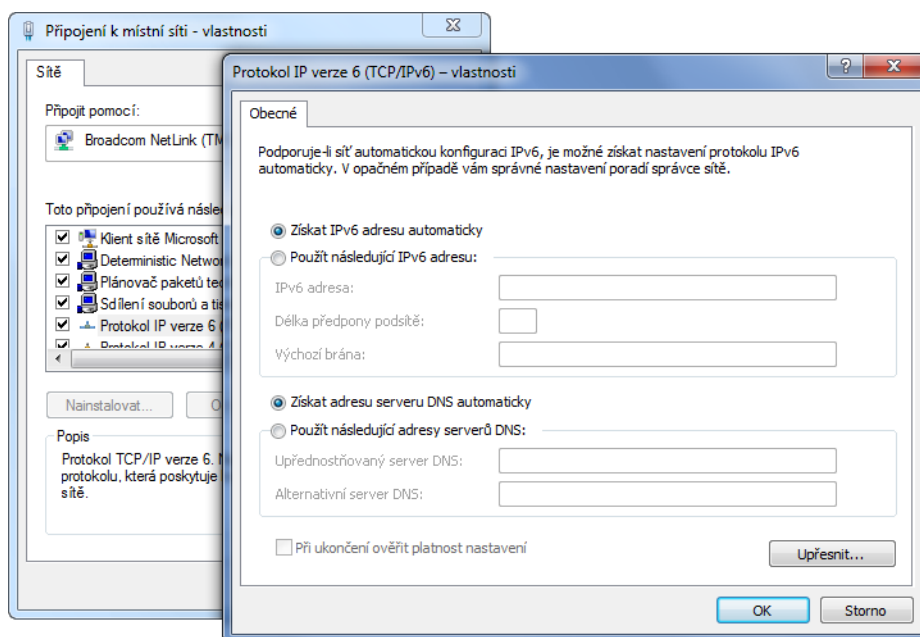 Připojení k místní síti - vlastnosti
Sítě
Připojit pomocí:
Broadcom NetLink (TM
Toto připojení používá násle
Klient sítě Microsoft
Deterministic Networ
Plánovač paketů tec
Sdílení souborů a tis
Protokol IP verze 6 (
Protokol IP verze 4
Nainstalovat...
O
Popis
Protokol TCP/IP verze 6. N
protokolu, která poskytuje
sítě.
Protokol IP verze 6 (TCP/IPv6) – vlastnosti
Obecné
Podporuje-li síť automatickou konfiguraci IPv6, je možné získat nastavení protokolu IPv6
automaticky. V opačném případě vám správné nastavení poradí správce sítě.
Získat IPv6 adresu automaticky
Použít následující IPv6 adresu:
IPv6 adresa:
Délka předpony podsítě:
Výchozí brána:
Získat adresu serveru DNS automaticky
Použít následující adresy serverů DNS:
Upřednostňovaný server DNS:
Alternativní server DNS:
Při ukončení ověřit platnost nastavení
Upřesnit...
OK
Storno